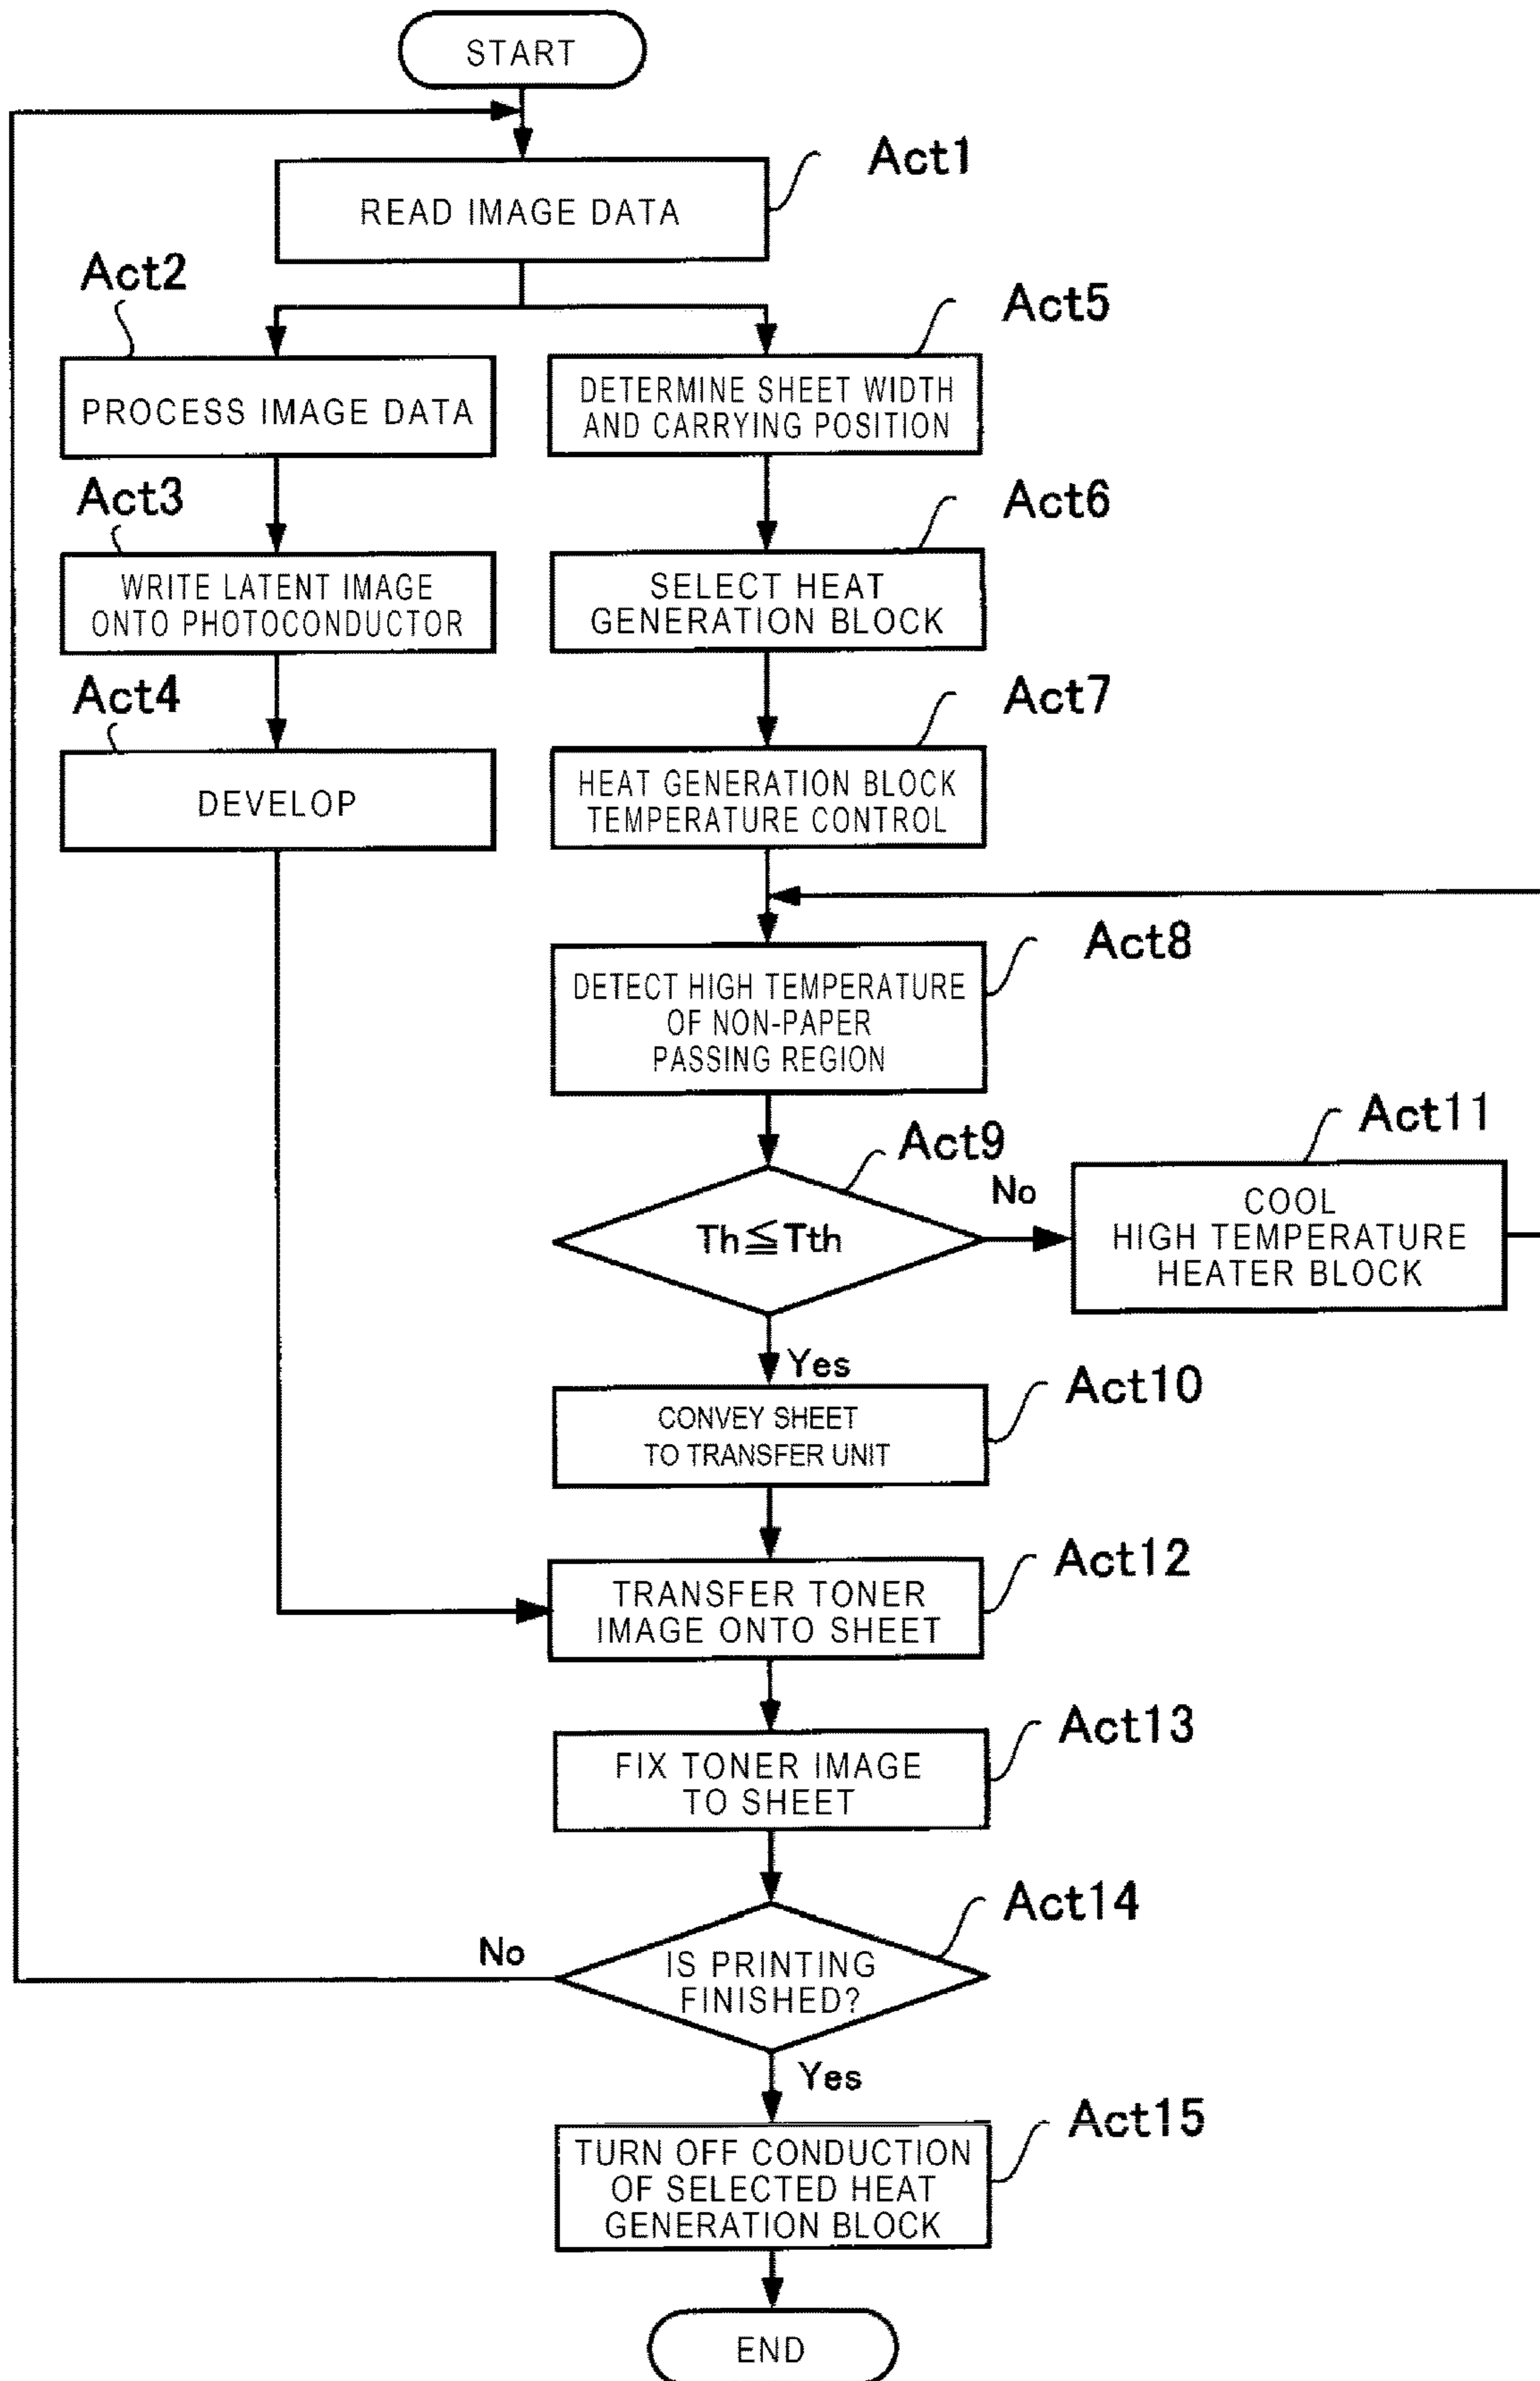 START
Act1
READ IMAGE DATA
Act2
PROCESS IMAGE DATA
Act3
WRITE LATENT IMAGE
ONTO PHOTOCONDUCTOR
Act4
DEVELOP
Act5
DETERMINE SHEET WIDTH
AND CARRYING POSITION
Act6
SELECT HEAT
GENERATION BLOCK
Act7
HEAT GENERATION BLOCK
TEMPERATURE CONTROL
Act8
DETECT HIGH TEMPERATURE
OF NON-PAPER
PASSING REGION
Act9
Th≦Tth
No
Act11
COOL
HIGH TEMPERATURE
HEATER BLOCK
Yes
Act10
CONVEY SHEET
TO TRANSFER UNIT
Act12
TRANSFER TONER
IMAGE ONTO SHEET
Act13
FIX TONER IMAGE
TO SHEET
Act14
No
IS PRINTING
FINISHED?
Yes
Act15
TURN OFF CONDUCTION
OF SELECTED HEAT
GENERATION BLOCK
END